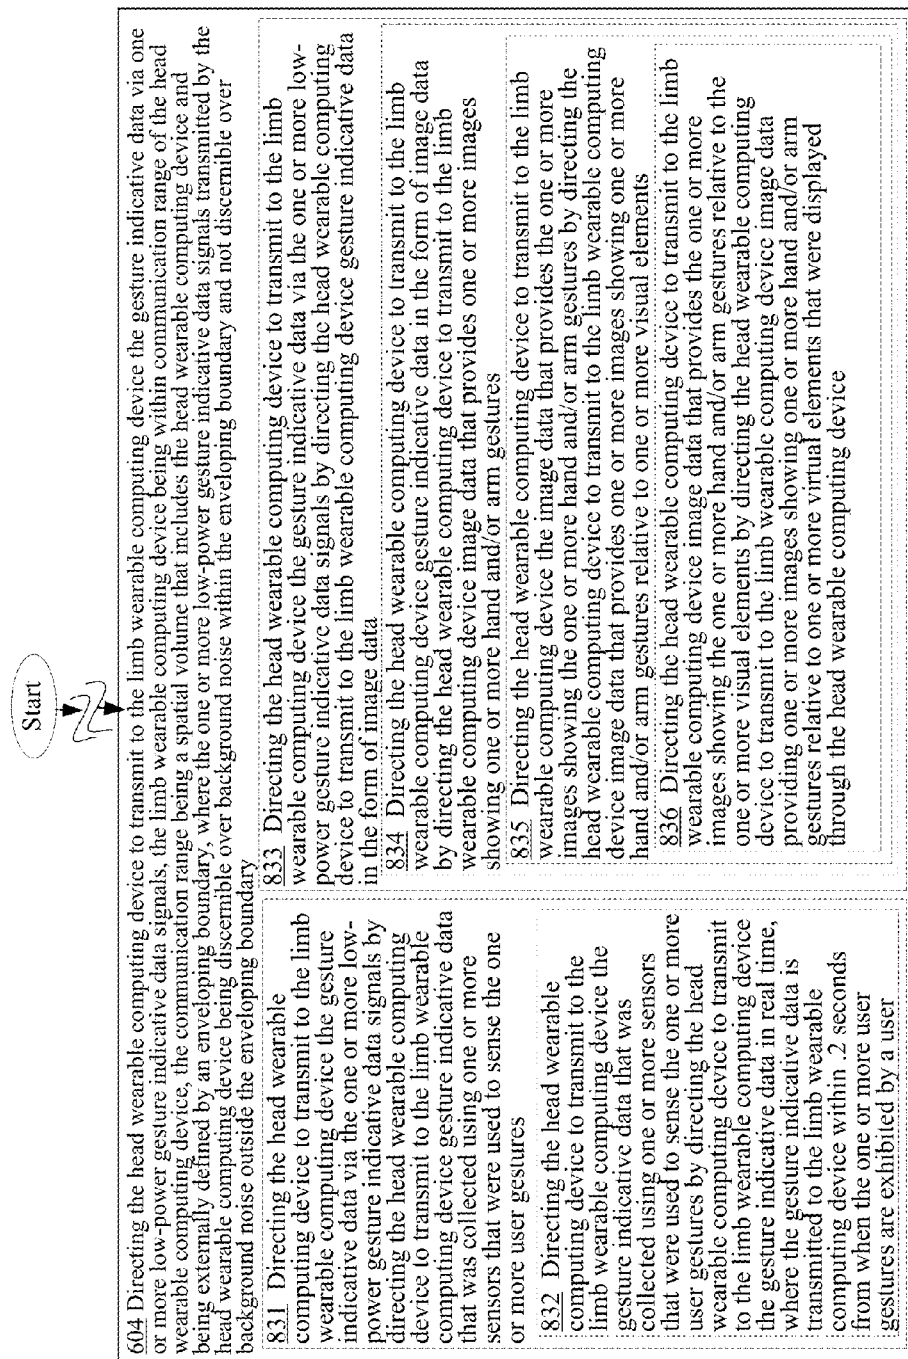 Start
604 Directing the head wearable computing device to transmit to the limb wearable computing device the gesture indicative data via one
or more low-power gesture indicative data signals, the limb wearable computing device being within communication range of the head
wearable computing device, the communication range being a spatial volume that includes the head wearable computing device and
being externally defined by an enveloping boundary, where the one or more low-power gesture indicative data signals transmitted by the
head wearable computing device being discernible over background noise within the enveloping boundary and not discernible over
background noise outside the enveloping boundary
831 Directing the head wearable
computing device to transmit to the limb
wearable computing device the gesture
indicative data via the one or more low-
power gesture indicative data signals by
directing the head wearable computing
device to transmit to the limb wearable
computing device gesture indicative data
that was collected using one or more
sensors that were used to sense the one
or more user gestures
832 Directing the head wearable
computing device to transmit to the
limb wearable computing device the
gesture indicative data that was
collected using one or more sensors
that were used to sense the one or more
user gestures by directing the head
wearable computing device to transmit
to the limb wearable computing device
the gesture indicative data in real time,
where the gesture indicative data is
transmitted to the limb wearable
computing device within .2 seconds
from when the one or more user
gestures are exhibited by a user
833 Directing the head wearable computing device to transmit to the limb
wearable computing device the gesture indicative data via the one or more low-
power gesture indicative data signals by directing the head wearable computing
device to transmit to the limb wearable computing device gesture indicative data
in the form of image data
834 Directing the head wearable computing device to transmit to the limb
wearable computing device gesture indicative data in the form of image data
by directing the head wearable computing device to transmit to the limb
wearable computing device image data that provides one or more images
showing one or more hand and/or arm gestures
835 Directing the head wearable computing device to transmit to the limb
wearable computing device the image data that provides the one or more
images showing the one or more hand and/or arm gestures by directing the
head wearable computing device to transmit to the limb wearable computing
device image data that provides one or more images showing one or more
hand and/or arm gestures relative to one or more visual elements
836 Directing the head wearable computing device to transmit to the limb
wearable computing device image data that provides the one or more
images showing the one or more hand and/or arm gestures relative to the
one or more visual elements by directing the head wearable computing
device to transmit to the limb wearable computing device image data
providing one or more images showing one or more hand and/or arm
gestures relative to one or more virtual elements that were displayed
through the head wearable computing device